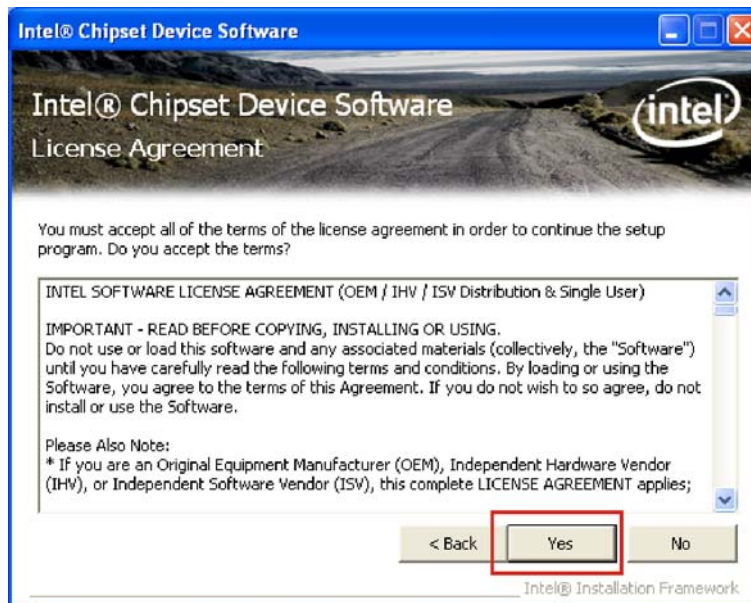 Intel® Chipset Device Software
Intel® Chipset Device Software
intel
License Agreement
You must accept all of the terms of the license agreement in order to continue the setup
program. Do you accept the terms?
INTEL SOFTWARE LICENSE AGREEMENT (OEM / IHV / ISV Distribution & Single User)
IMPORTANT - READ BEFORE COPYING, INSTALLING OR USING.
Do not use or load this software and any associated materials (collectively, the "Software")
until you have carefully read the following terms and conditions. By loading or using the
Software, you agree to the terms of this Agreement. If you do not wish to so agree, do not
install or use the Software.
Please Also Note:
* If you are an Original Equipment Manufacturer (OEM), Independent Hardware Vendor
(IHV), or Independent Software Vendor (ISV), this complete LICENSE AGREEMENT applies;
< Back Yes No
Intel® Installation Framework